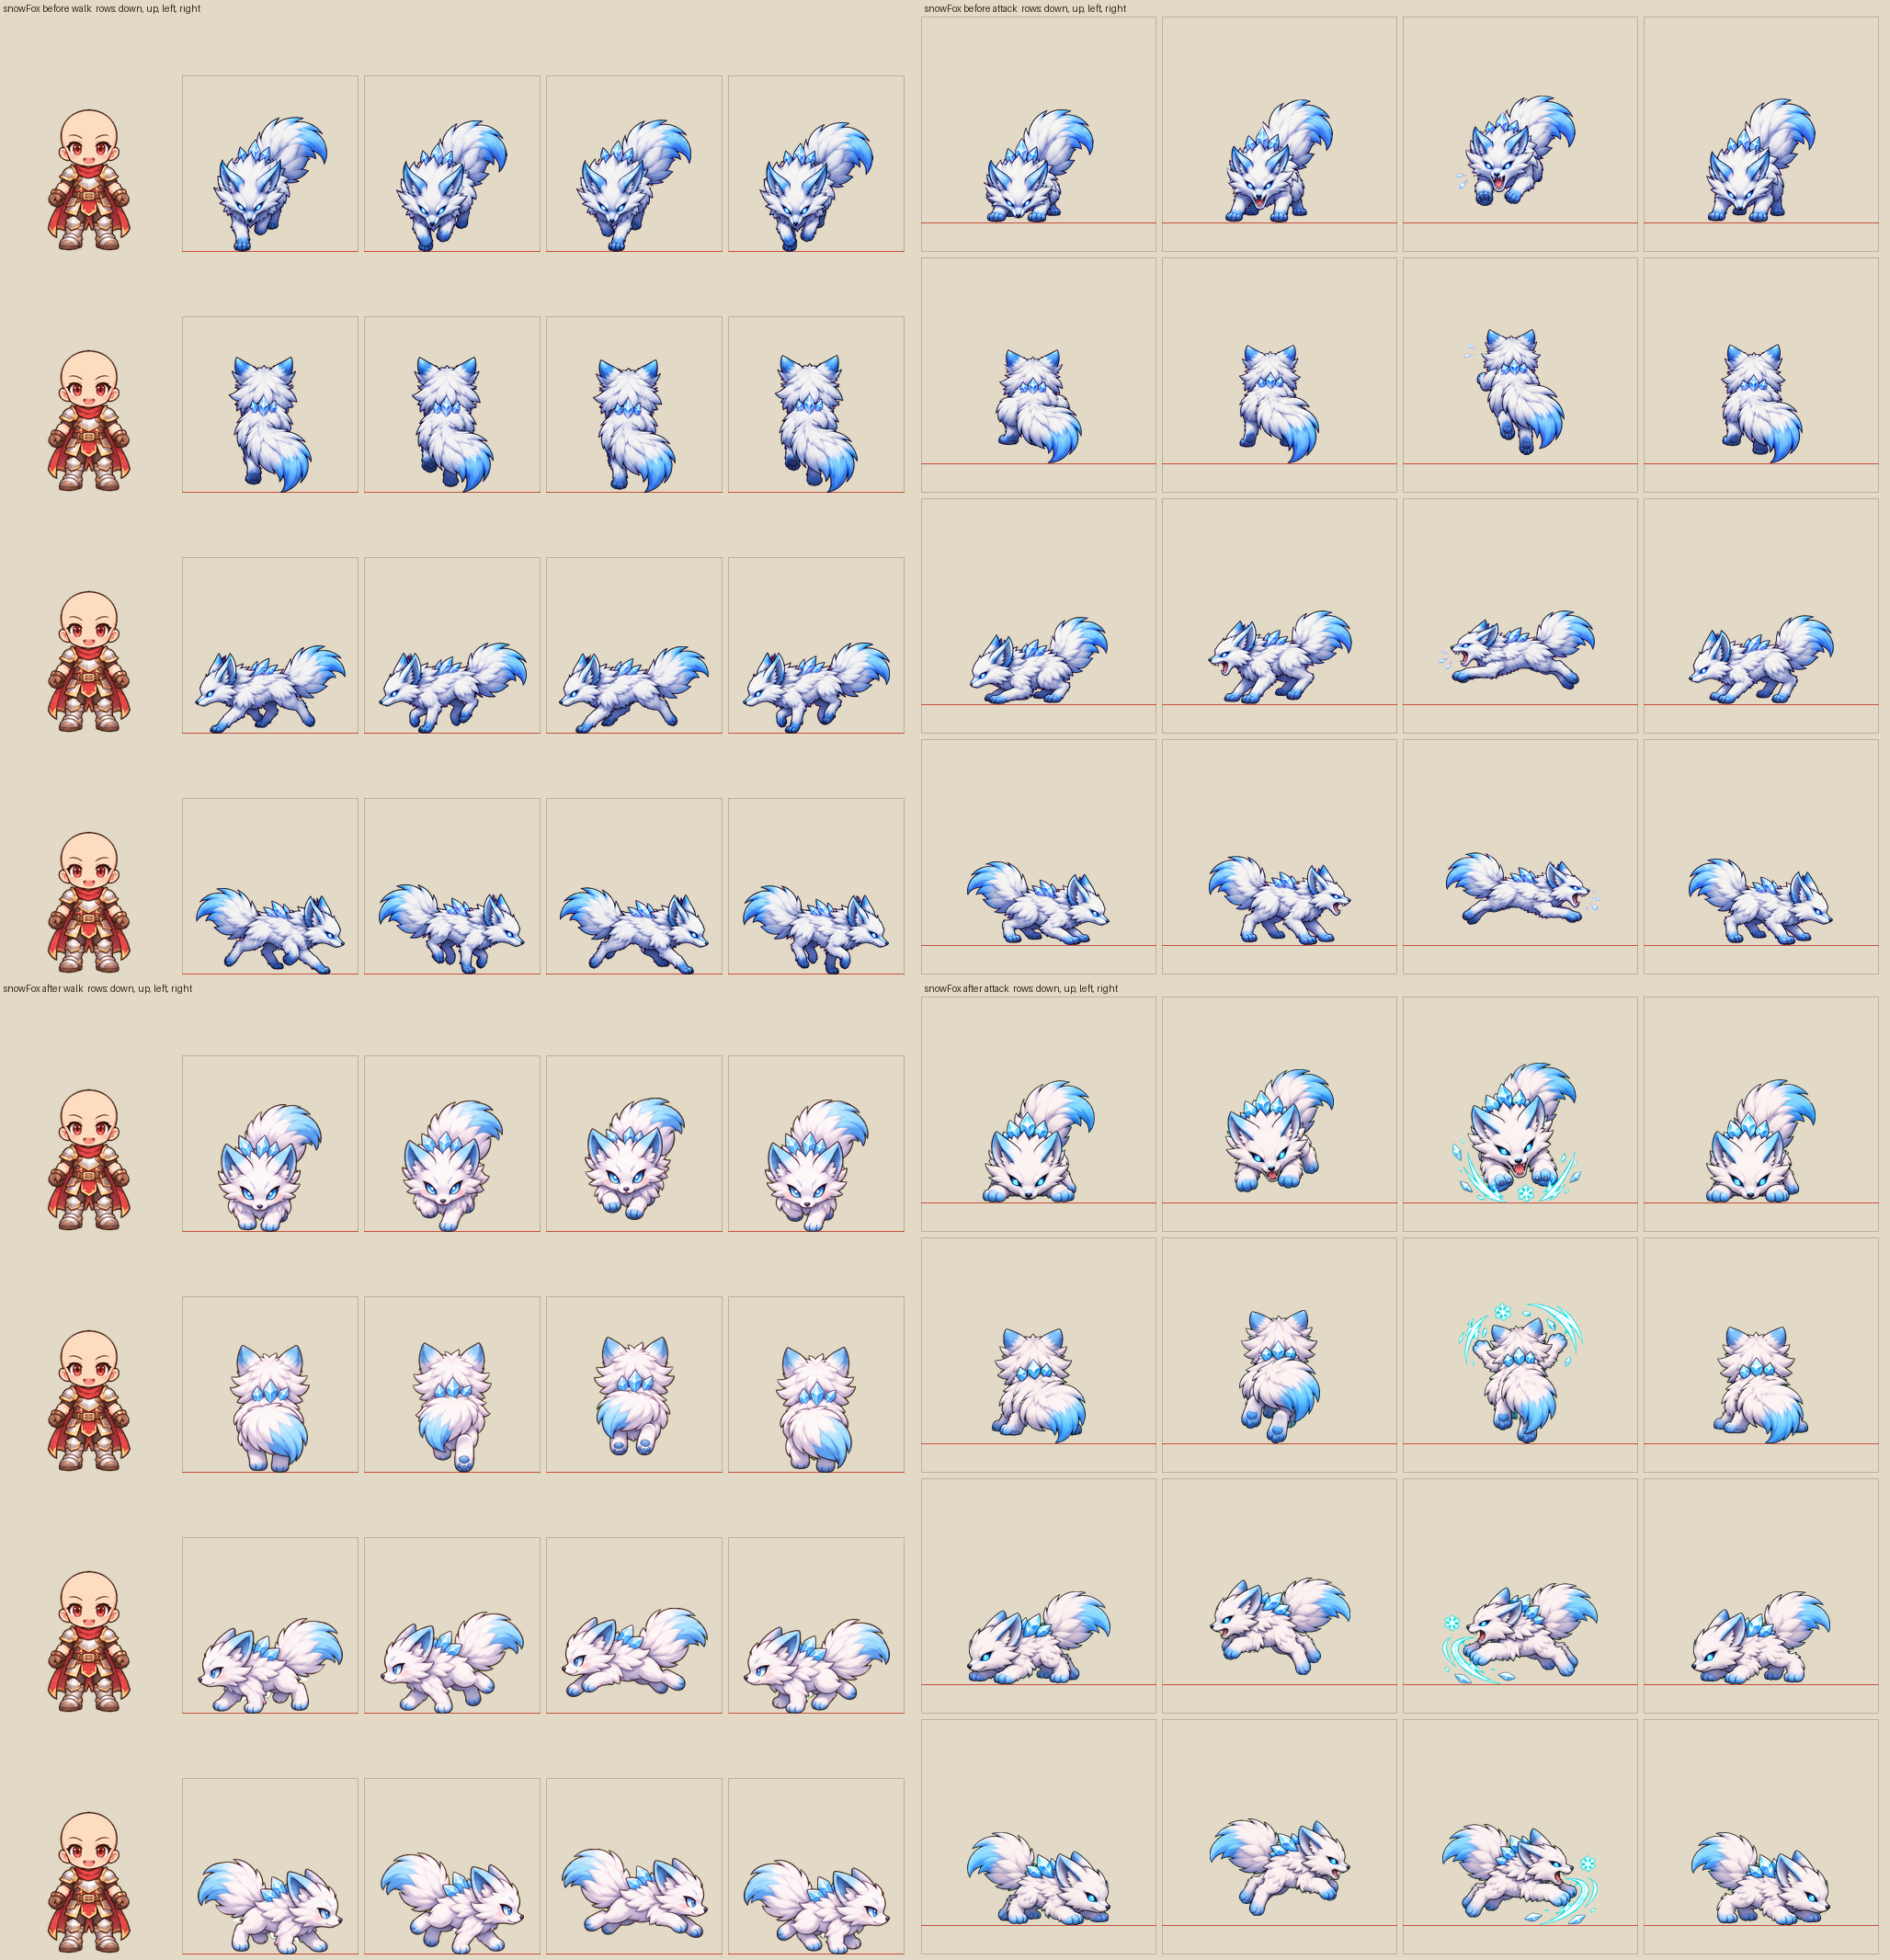 snowFox before walk  rows: down, up, left, right
snowFox before attack  rows: down, up, left, right
snowFox after walk  rows: down, up, left, right
snowFox after attack  rows: down, up, left, right